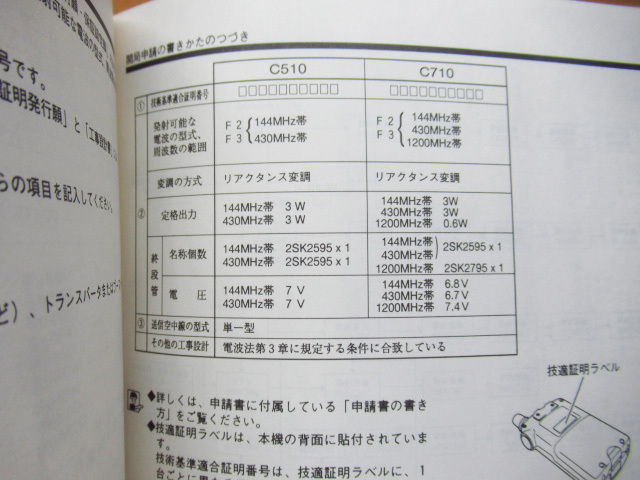 開局申請の書きかたのつづき
C510 C710
① 技術基準適合証明番号 □□□□□□□□□□ □□□□□□□□□□
発射可能な電波の型式、周波数の範囲
F2 F3 { 144MHz帯 430MHz帯
F2 F3 { 144MHz帯 430MHz帯 1200MHz帯
② 変調の方式 リアクタンス変調 リアクタンス変調
定格出力
144MHz帯 3W
430MHz帯 3W
144MHz帯 3W
430MHz帯 3W
1200MHz帯 0.6W
終段管 名称個数
144MHz帯 2SK2595 x 1
430MHz帯 2SK2595 x 1
144MHz帯
430MHz帯 ) 2SK2595 x 1
1200MHz帯 2SK2795 x 1
電圧
144MHz帯 7V
430MHz帯 7V
144MHz帯 6.8V
430MHz帯 6.7V
1200MHz帯 7.4V
③ 送信空中線の型式 単一型
その他の工事設計 電波法第3章に規定する条件に合致している
◆詳しくは、申請書に付属している「申請書の書き
方」をご覧ください。
◆技適証明ラベルは、本機の背面に貼付されていま
す。
技術基準適合証明番号は、技適証明ラベルに、1
台ごとに異
技適証明ラベル
号です。
証明発行願」と「工事設計書
らの項目を記入してください。
ど）、トランスバータまたはブー